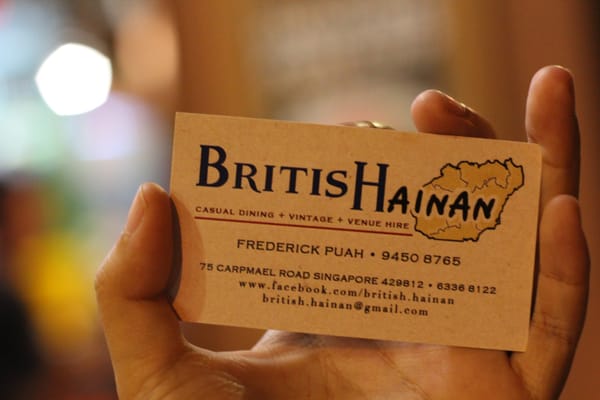 BRITISHAINAN
CASUAL DINING + VINTAGE + VENUE HIRE
FREDERICK PUAH • 9450 8765
75 CARPMAEL ROAD SINGAPORE 429812 • 6336 8122
www.facebook.com/british.hainan
british.hainan@gmail.com